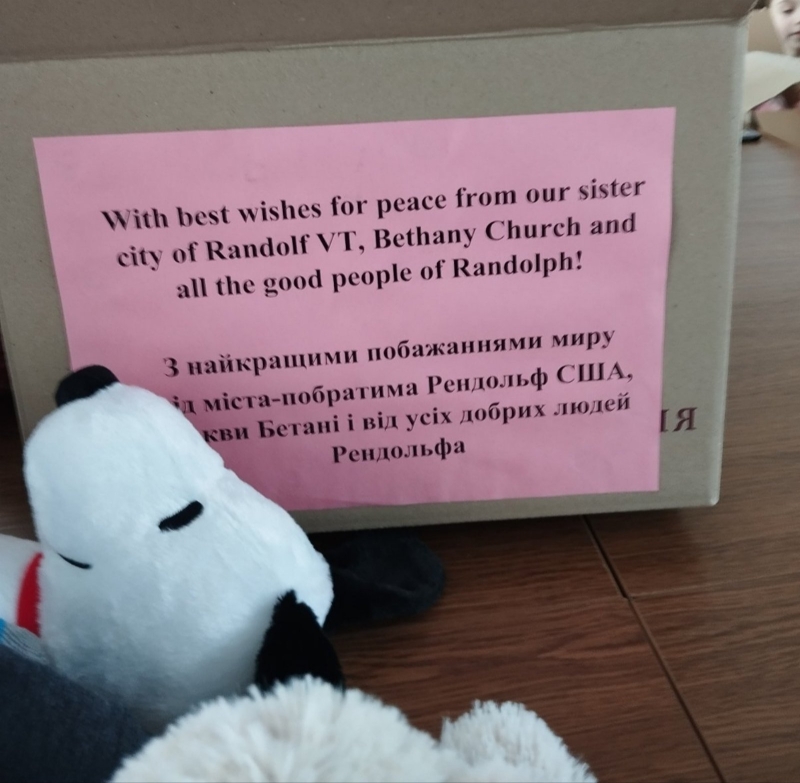 With best wishes for peace from our sister
city of Randolf VT, Bethany Church and
all the good people of Randolph!
З найкращими побажаннями миру
міста-побратима Рендольф США,
Бетані і від усіх добрих людей
Рендольфа